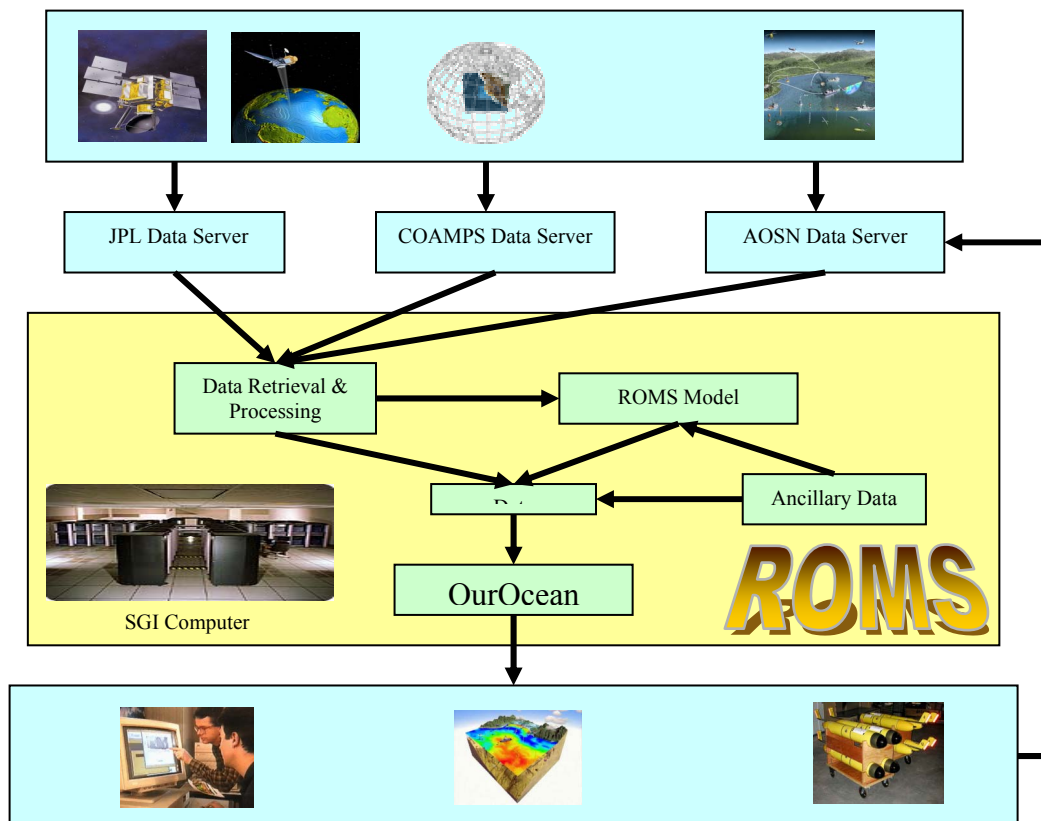 JPL Data Server
COAMPS Data Server
AOSN Data Server
Data Retrieval &
Processing
ROMS Model
Ancillary Data
OurOcean
SGI Computer
ROMS